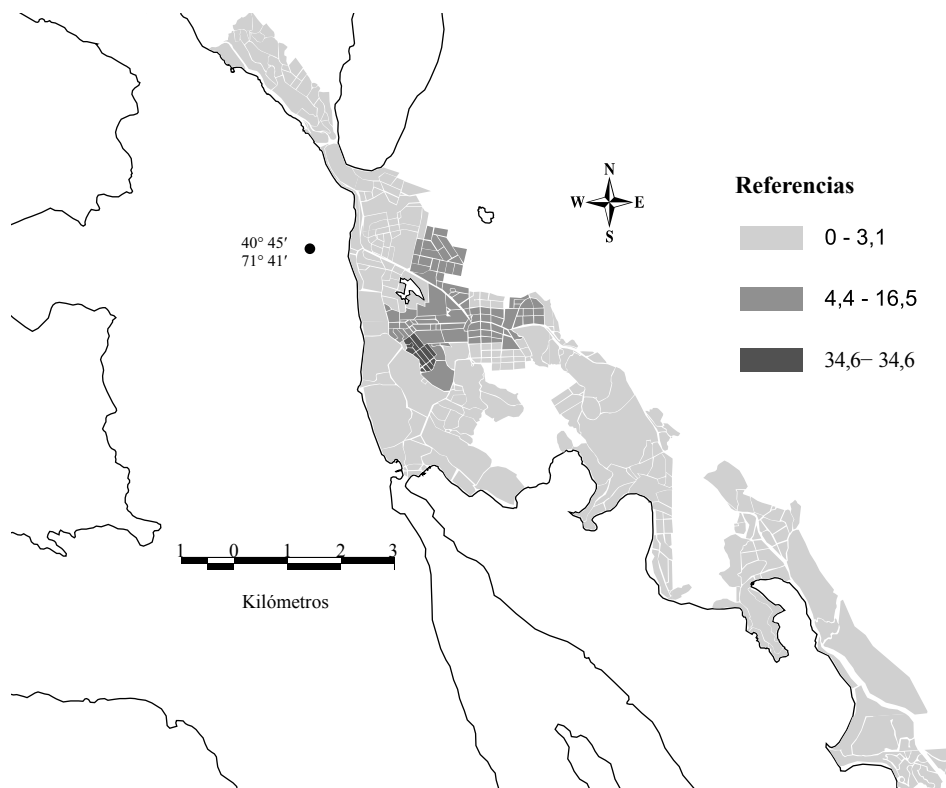 N
W E
S
Referencias
0 - 3,1
4,4 - 16,5
34,6– 34,6
40° 45′
71° 41′
1 0 1 2 3
Kilómetros